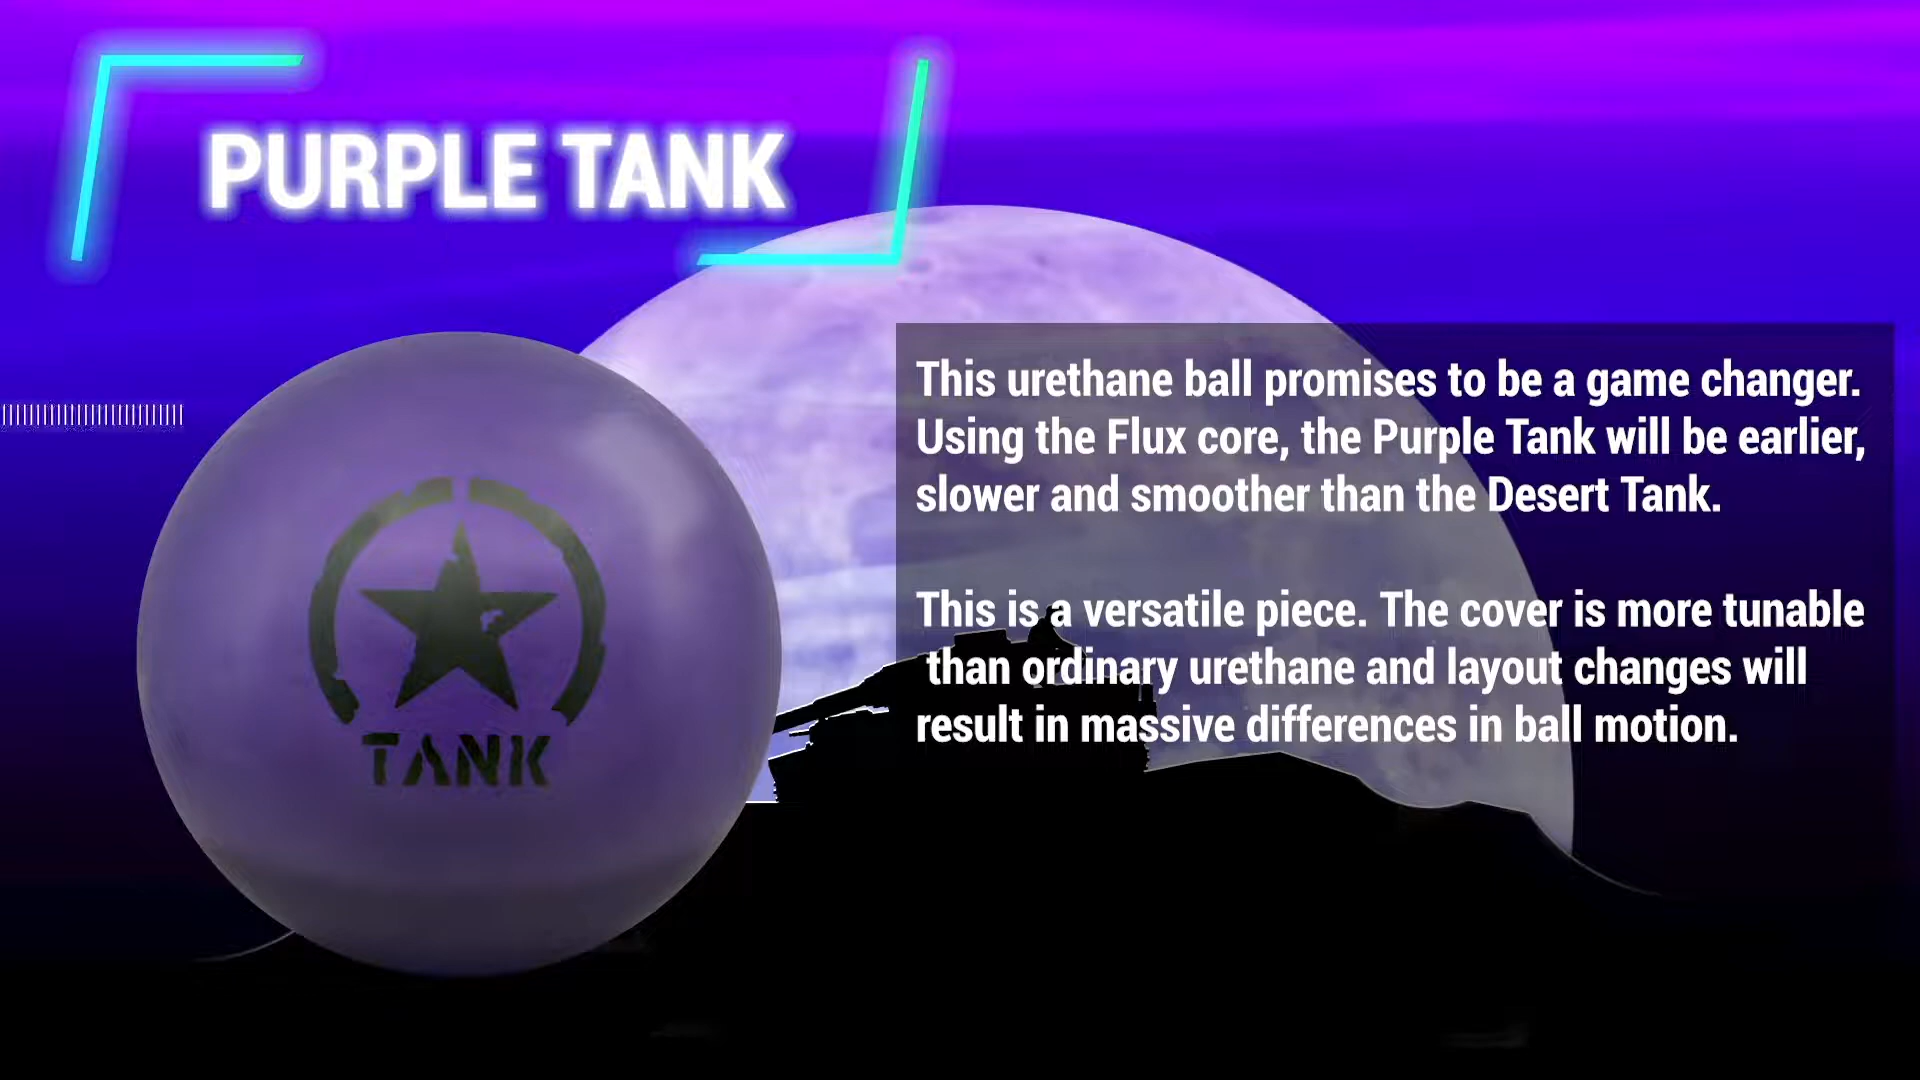 PURPLE TANK
This urethane ball promises to be a game changer.
Using the Flux core, the Purple Tank will be earlier,
slower and smoother than the Desert Tank.
This is a versatile piece. The cover is more tunable
than ordinary urethane and layout changes will
result in massive differences in ball motion.
TANK